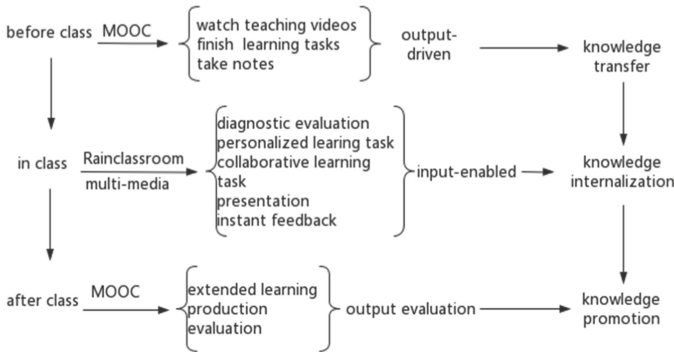 before class
MOOC
watch teaching videos
finish learning tasks
take notes
output-
driven
knowledge
transfer
in class
Rainclassroom
multi-media
diagnostic evaluation
personalized learing task
collaborative learning
task
presentation
instant feedback
input-enabled
knowledge
internalization
after class
MOOC
extended learning
production
evaluation
output evaluation
knowledge
promotion